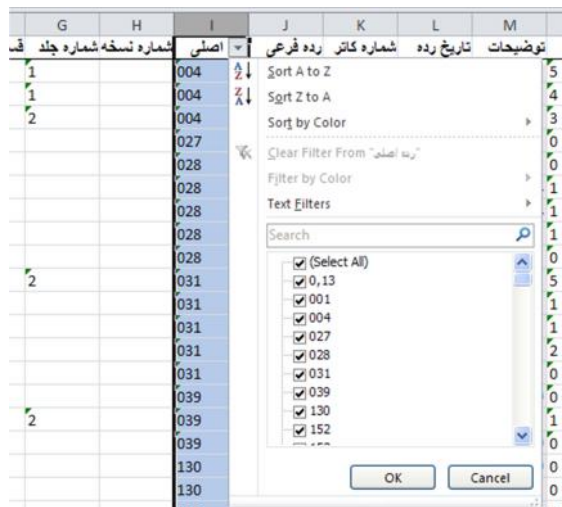 G H I J K L M
شماره جلد شماره نسخه اصلی رده فرعی شماره کاتر تاریخ رده توضیحات
1 004 Sort A to Z 5
1 004 Sort Z to A 4
2 004 Sort by Color 3
027 0
Clear Filter From "رده اصلی"
028 0
Filter by Color
028 1
Text Filters
028 1
028 Search 1
028 (Select All) 0
2 031 0,13 5
031 001 1
031 004 1
027
031 028 2
031 031 0
039 039 0
2 039 130 1
039 152 0
130 OK Cancel 0
130 0